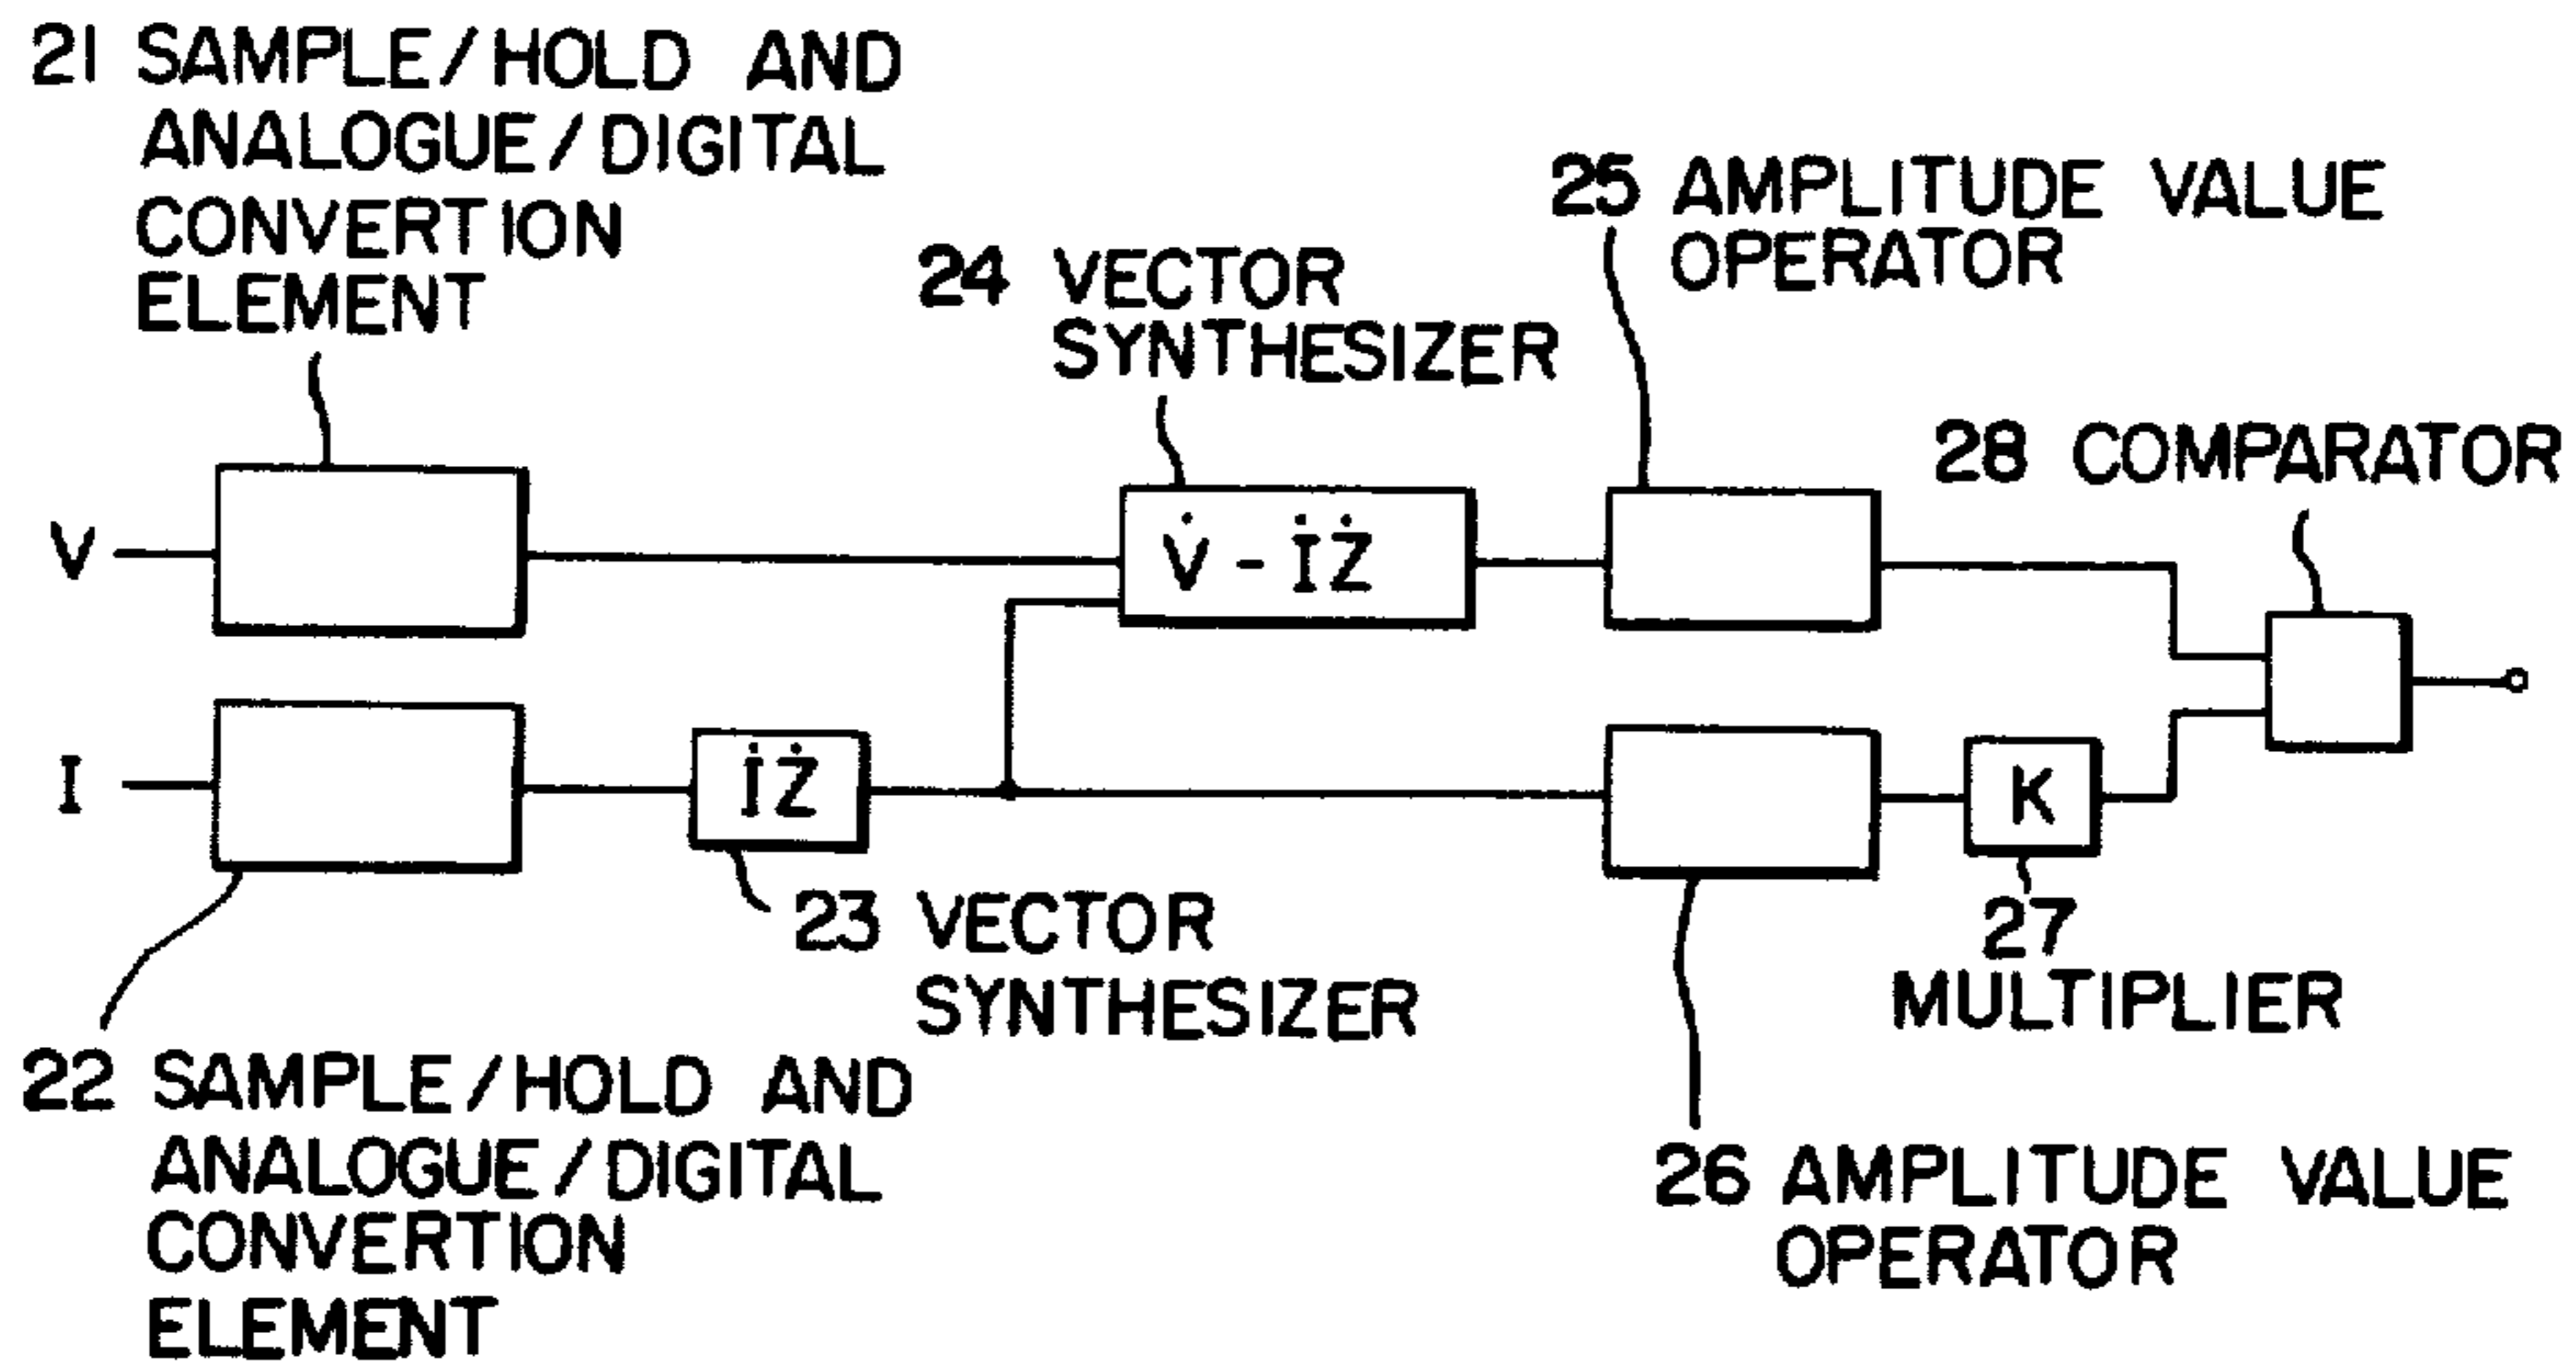 21 SAMPLE/HOLD AND
ANALOGUE/DIGITAL
CONVERTION
ELEMENT
24 VECTOR
SYNTHESIZER
25 AMPLITUDE VALUE
OPERATOR
28 COMPARATOR
V
V̇ - İŻ
I
İŻ
K
23 VECTOR
SYNTHESIZER
27
MULTIPLIER
22 SAMPLE/HOLD AND
ANALOGUE/DIGITAL
CONVERTION
ELEMENT
26 AMPLITUDE VALUE
OPERATOR